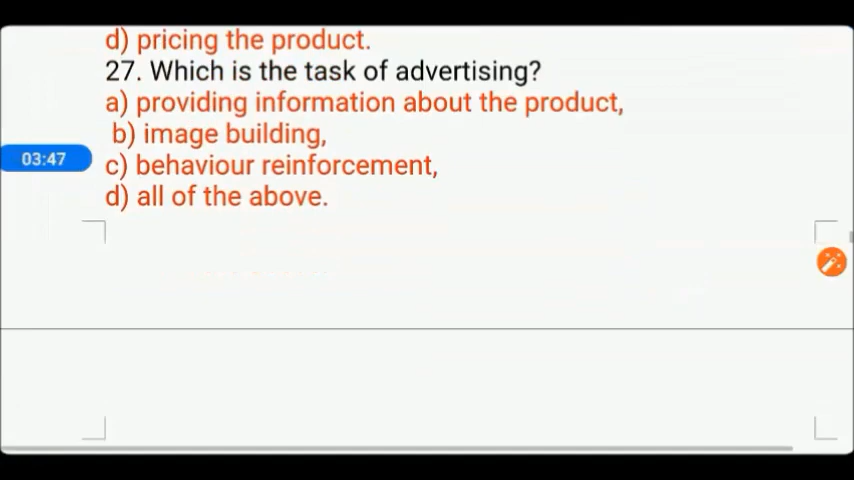 d) pricing the product.
27. Which is the task of advertising?
a) providing information about the product,
b) image building,
03:47
c) behaviour reinforcement,
d) all of the above.